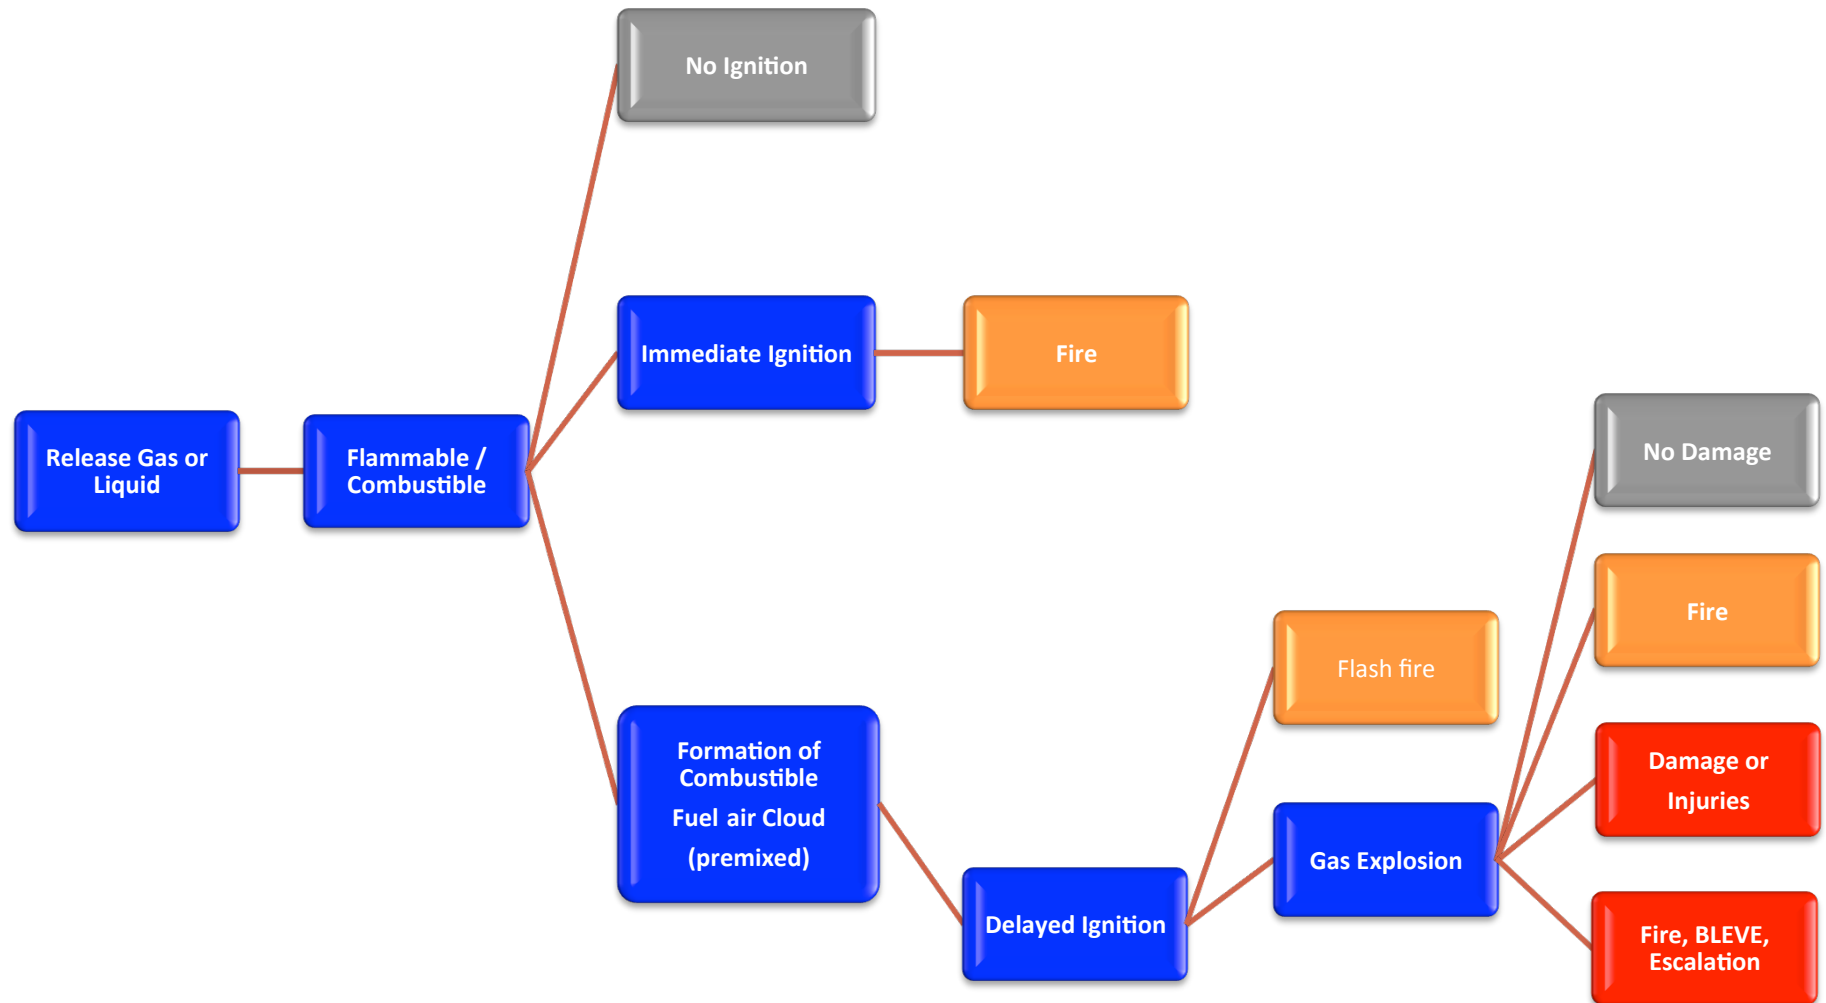 No Ignition
Immediate Ignition
Fire
Release Gas or
Liquid
Flammable /
Combustible
No Damage
Fire
Flash fire
Formation of
Combustible
Fuel air Cloud
(premixed)
Damage or
Injuries
Gas Explosion
Delayed Ignition
Fire, BLEVE,
Escalation